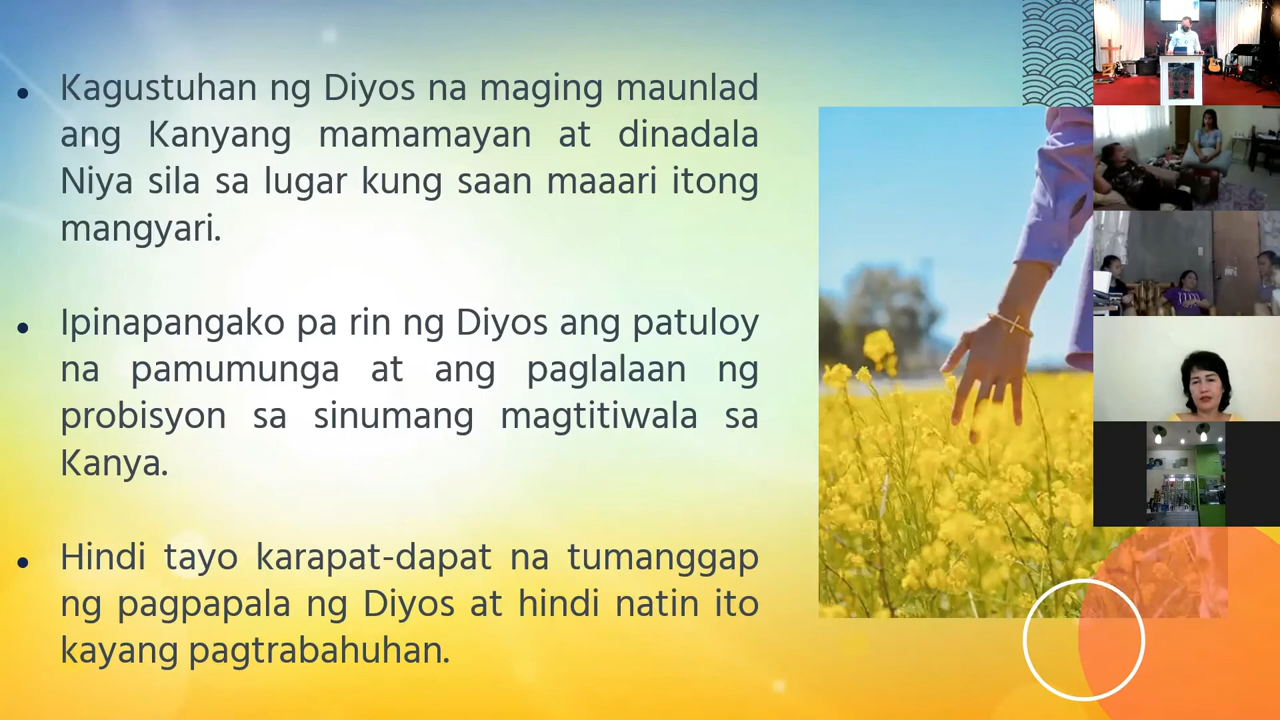 Kagustuhan ng Diyos na maging maunlad
ang Kanyang mamamayan at dinadala
Niya sila sa lugar kung saan maaari itong
mangyari.
Ipinapangako pa rin ng Diyos ang patuloy
na pamumunga at ang paglalaan ng
probisyon sa sinumang magtitiwala sa
Kanya.
Hindi tayo karapat-dapat na tumanggap
ng pagpapala ng Diyos at hindi natin ito
kayang pagtrabahuhan.